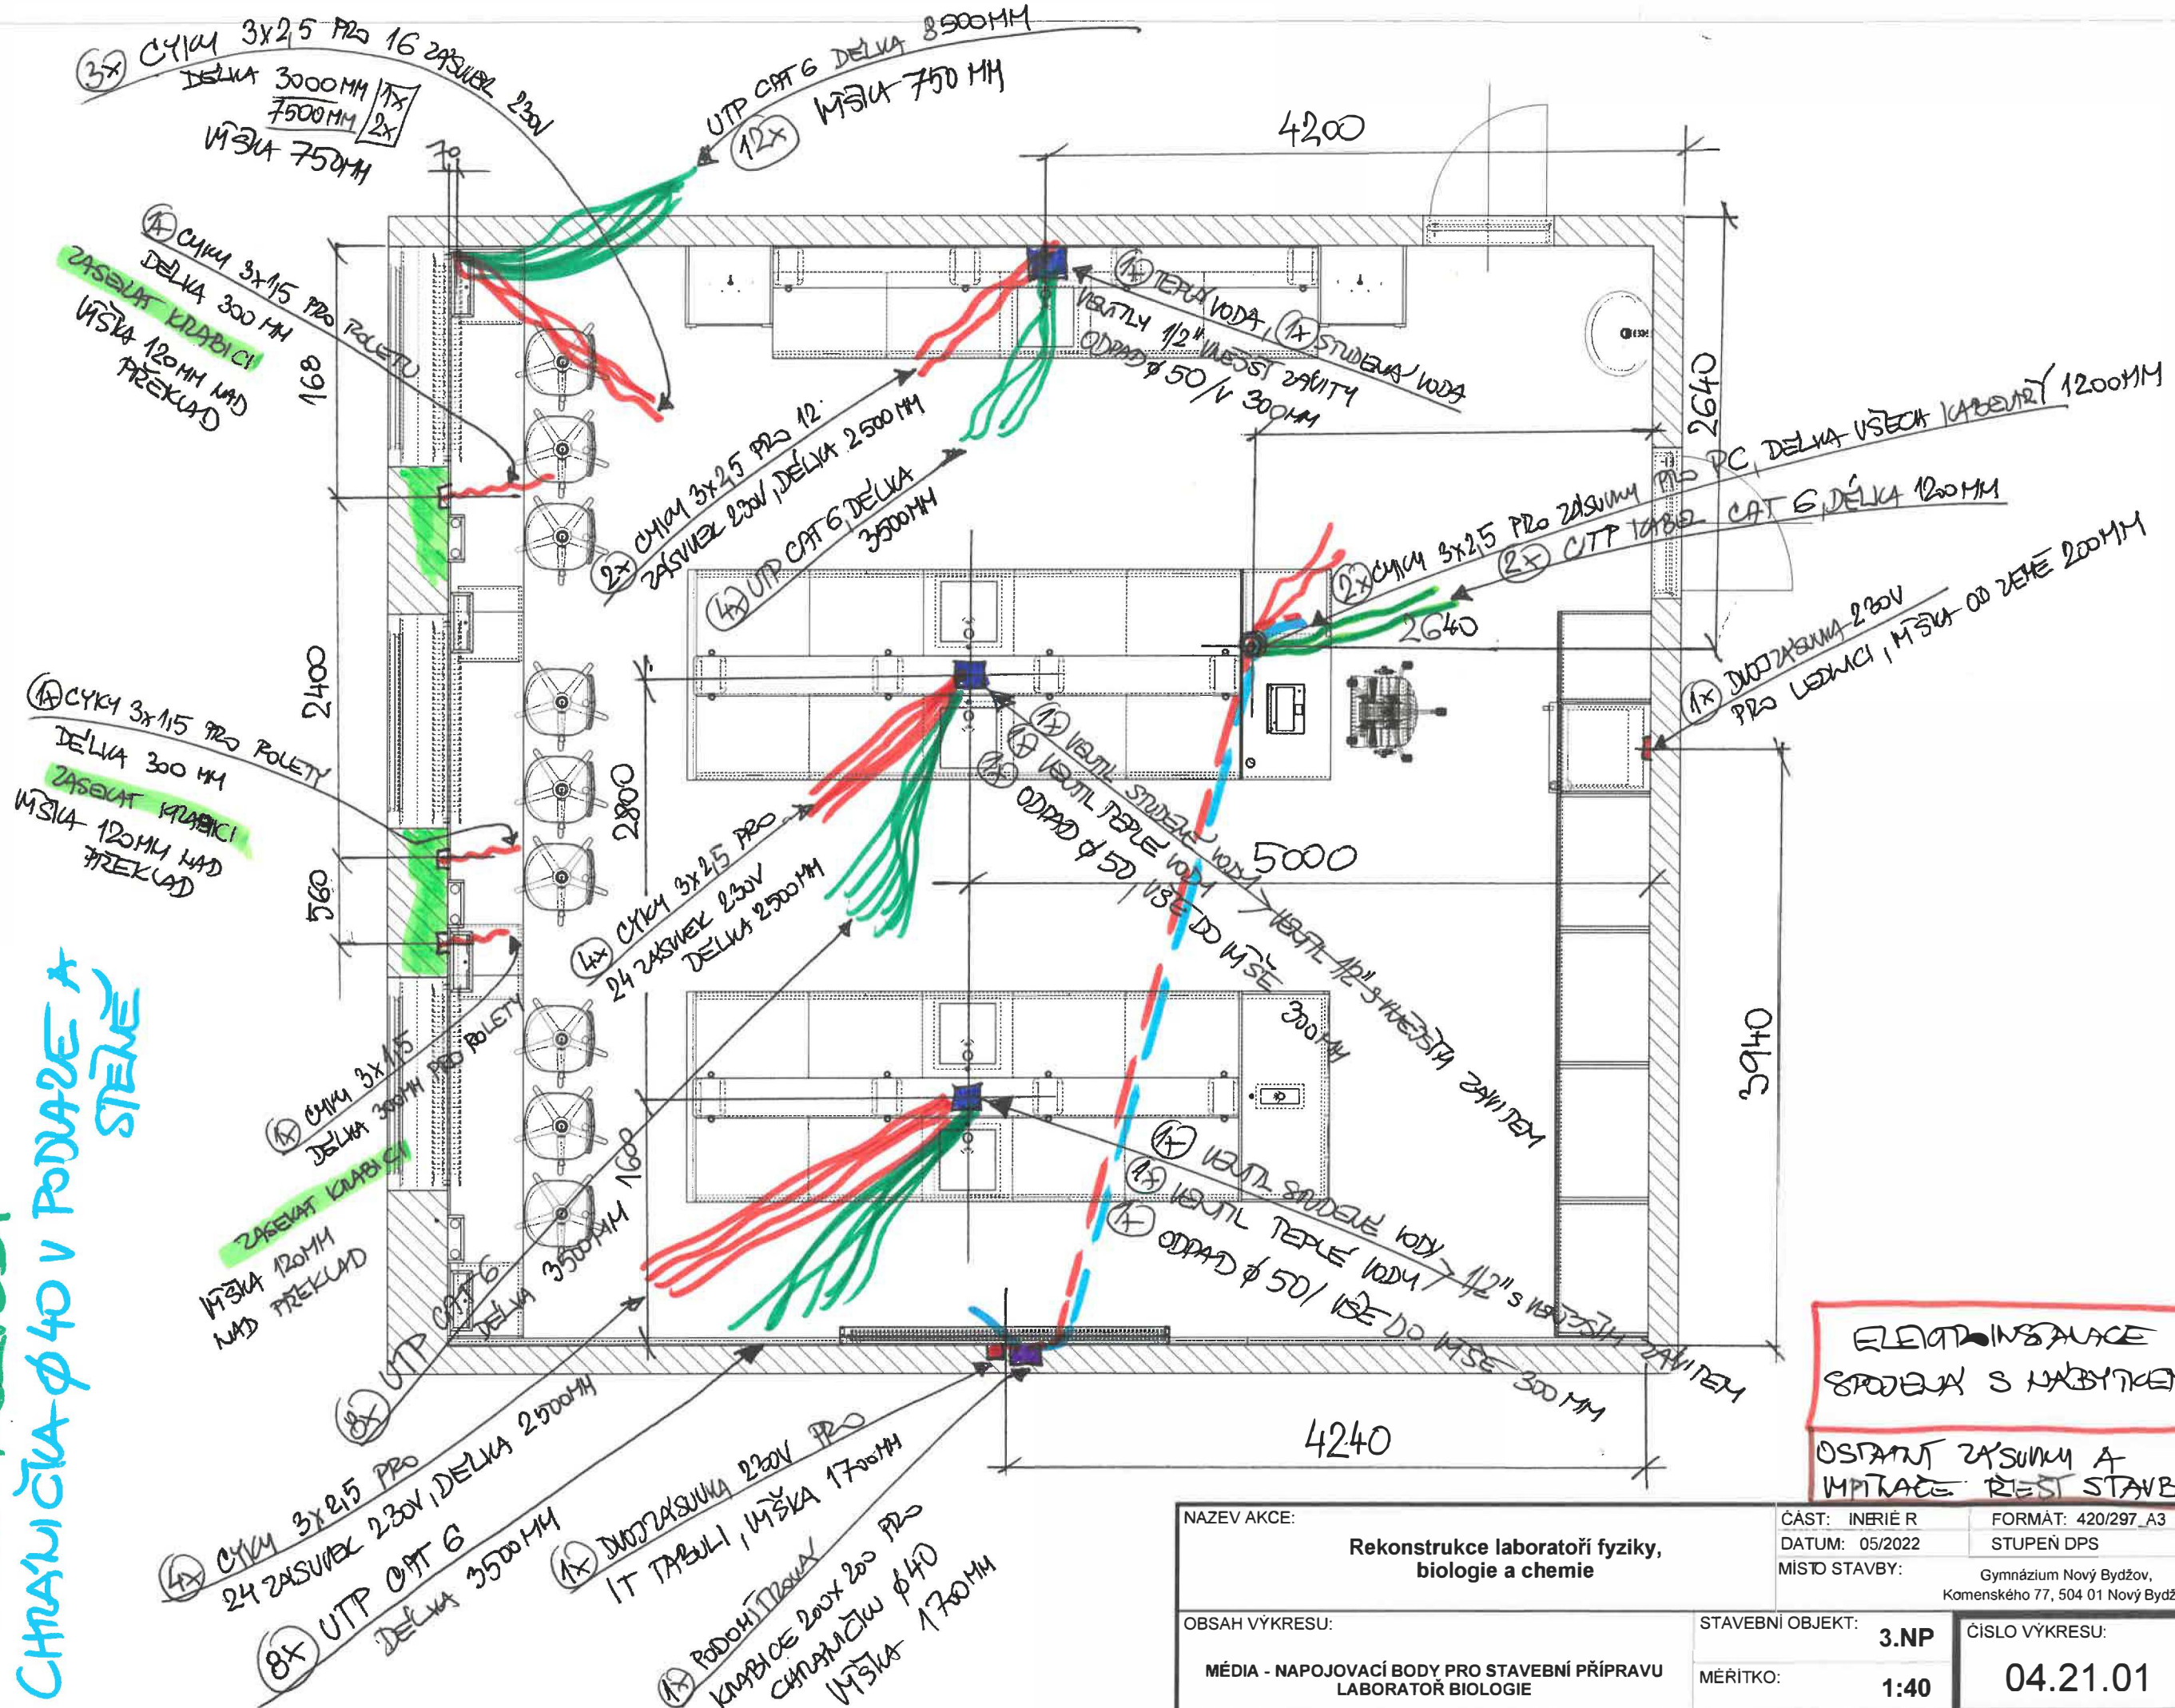 3x CYKY 3x2,5 PRO 16 ZÁSUVEK 230V
DÉLKA 3000MM 1x
7500MM 2x
VÝŠKA 750MM
UTP CAT6 DÉLKA 8500MM
12x VÝŠKA 750 MM
70
4200
1x CYKY 3x1,5 PRO ROLETU
DÉLKA 300 MM
ZASEKAT KRABICI
VÝŠKA 120MM NAD
PŘEKLAD
168
1x TEPLÁ VODA, 1x STUDENÁ VODA
VENTILY 1/2" VNĚJŠÍ ZÁVITY
ODPAD ø 50/V 300MM
2640
2x CYKY 3x2,5 PRO 12
ZÁSUVEK 230V, DÉLKA 2500MM
4x UTP CAT 6, DÉLKA
3500MM
2x CYKY 3x2,5 PRO ZÁSUVKY PRO PC, DÉLKA VŠECH KABELÁŽÍ 1200MM
2x UTP KABEL CAT 6, DÉLKA 1200MM
2640
1x DVOJZÁSUVKA 230V
PRO LEDNICI, VÝŠKA OD ZEMĚ 200MM
2400
1x CYKY 3x1,5 PRO ROLETY
DÉLKA 300 MM
ZASEKAT KRABICI
VÝŠKA 120MM NAD
PŘEKLAD
560
2800
1x VENTIL STUDENÉ VODY
1x VENTIL TEPLÉ VODY > VENTIL 1/2" S VNĚJŠÍM ZÁVITEM
1x ODPAD ø 50, VŠE DO VÝŠE
300MM
5000
4x CYKY 3x2,5 PRO
24 ZÁSUVEK 230V
DÉLKA 2500MM
3940
1x CYKY 3x1,5
DÉLKA 300MM PRO ROLETY
ZASEKAT KRABICI
VÝŠKA 120MM
NAD PŘEKLAD
1600
8x UTP CAT 6
DÉLKA 3500MM
1x VENTIL STUDENÉ VODY
1x VENTIL TEPLÉ VODY > 1/2" S VNĚJŠÍM ZÁVITEM
1x ODPAD ø 50/ VŠE DO VÝŠE 300 MM
4240
4x CYKY 3x2,5 PRO
24 ZÁSUVEK 230V, DÉLKA 2500MM
8x UTP CAT 6
DÉLKA 3500MM
1x DVOJZÁSUVKA 230V PRO
IT TABULI, VÝŠKA 1700MM
1x PODOMÍTKOVÁ
KRABICE 200x200 PRO
CHRÁNIČKU ø40
VÝŠKA 1700MM
CHRÁNIČKA ø 40 V PODLAZE A
STĚNĚ
ELEKTROINSTALACE
SPOJENÁ S NÁBYTKEM
OSTATNÍ ZÁSUVKY A
VYPÍNAČE ŘEŠÍ STAVB
NAZEV AKCE:
Rekonstrukce laboratoří fyziky,
biologie a chemie
ČÁST: INERIÉ R
FORMÁT: 420/297_A3
DATUM: 05/2022
STUPEŇ DPS
MÍSTO STAVBY:
Gymnázium Nový Bydžov,
Komenského 77, 504 01 Nový Bydž
OBSAH VÝKRESU:
MÉDIA - NAPOJOVACÍ BODY PRO STAVEBNÍ PŘÍPRAVU
LABORATOŘ BIOLOGIE
STAVEBNÍ OBJEKT:
3.NP
MĚŘÍTKO:
1:40
ČÍSLO VÝKRESU:
04.21.01